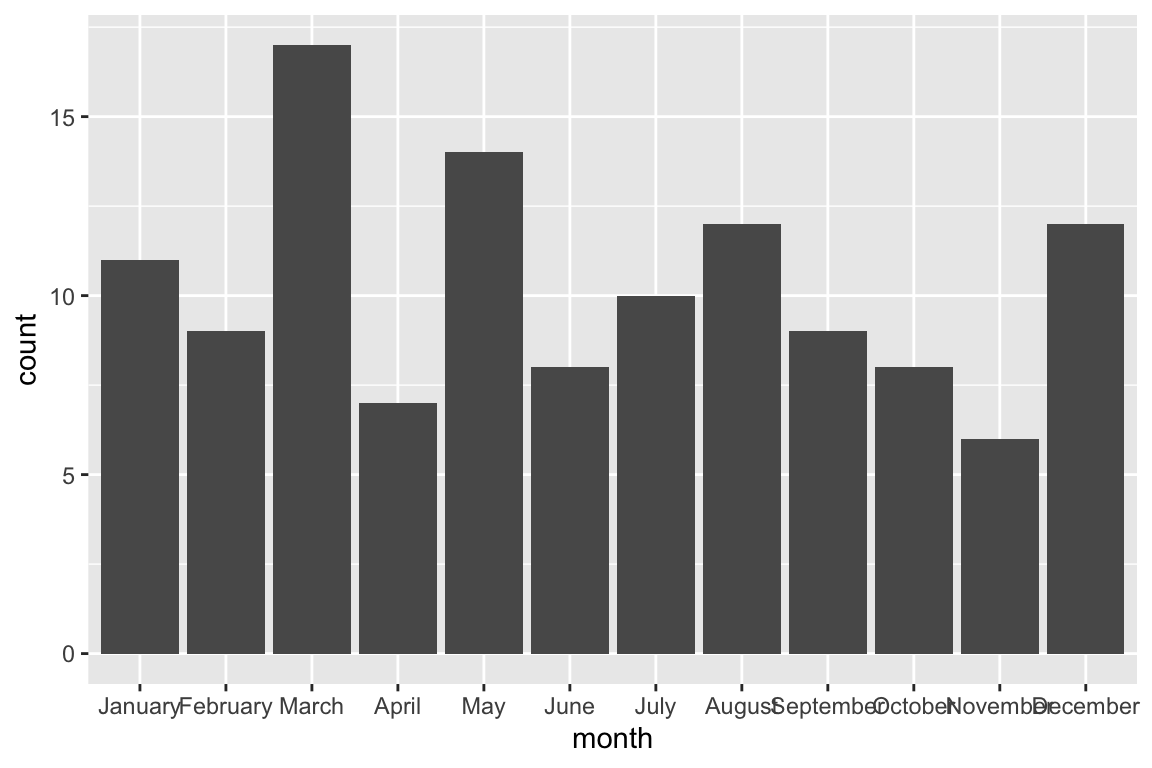 15
10
5
0
count
January February March April May June July August September October November December
month